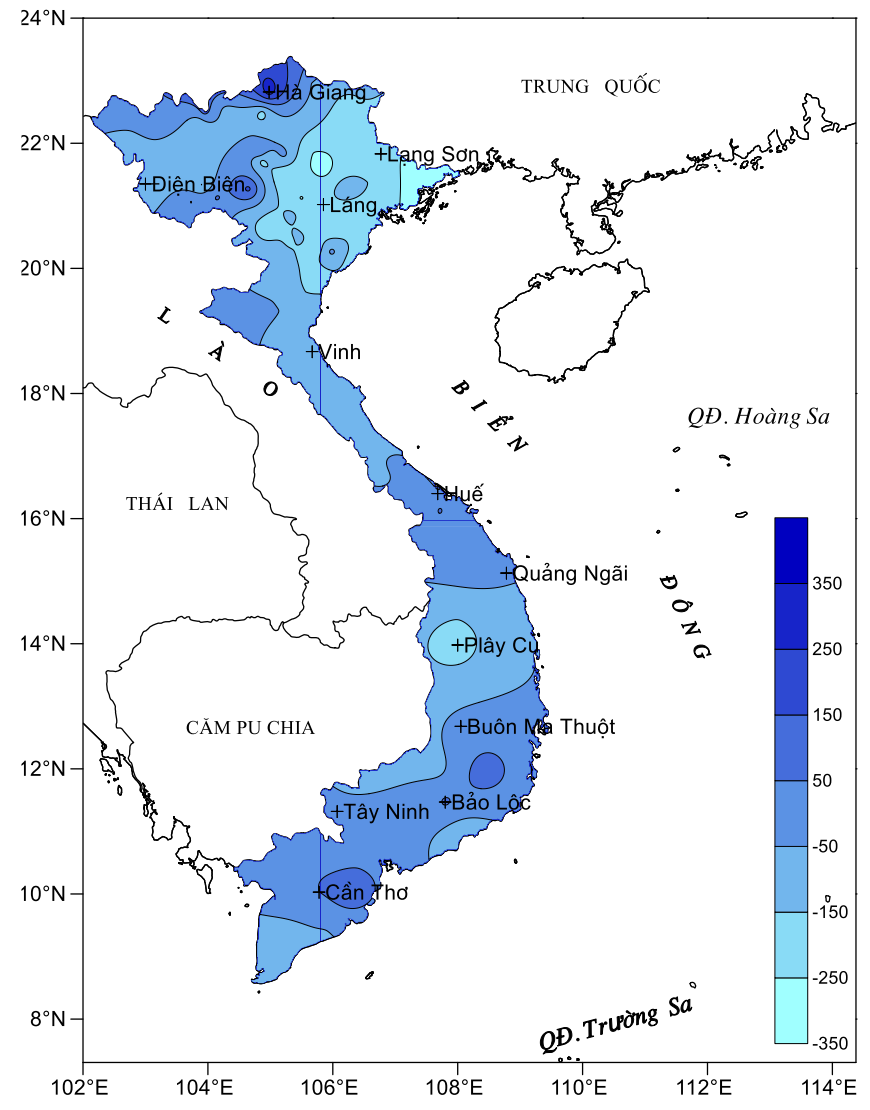 24°N
22°N
20°N
18°N
16°N
14°N
12°N
10°N
8°N
102°E
104°E
106°E
108°E
110°E
112°E
114°E
TRUNG QUỐC
Hà Giang
Lạng Sơn
Điện Biên
Láng
LÀO
Vinh
BIỂN
QĐ. Hoàng Sa
THÁI LAN
Huế
Quảng Ngãi
ĐÔNG
Plây Cu
CĂM PU CHIA
Buôn Ma Thuột
Bảo Lộc
Tây Ninh
Cần Thơ
QĐ. Trường Sa
350
250
150
50
-50
-150
-250
-350